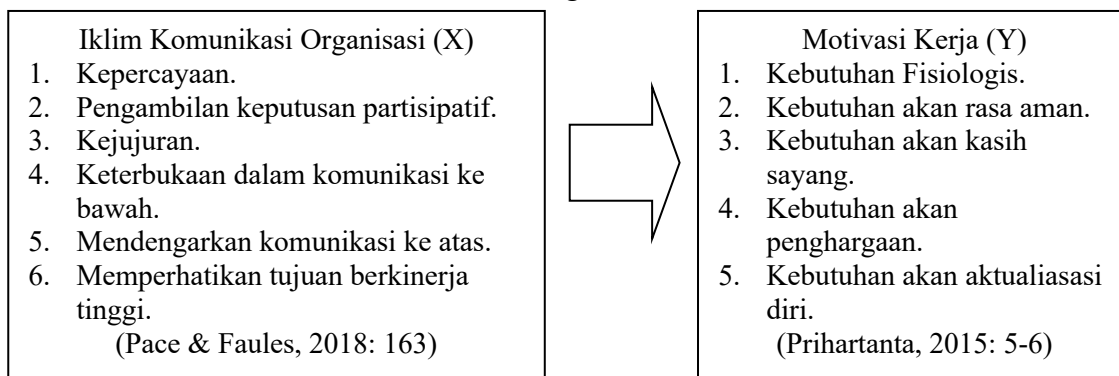 Iklim Komunikasi Organisasi (X)
1. Kepercayaan.
2. Pengambilan keputusan partisipatif.
3. Kejujuran.
4. Keterbukaan dalam komunikasi ke
bawah.
5. Mendengarkan komunikasi ke atas.
6. Memperhatikan tujuan berkinerja
tinggi.
(Pace & Faules, 2018: 163)
Motivasi Kerja (Y)
1. Kebutuhan Fisiologis.
2. Kebutuhan akan rasa aman.
3. Kebutuhan akan kasih
sayang.
4. Kebutuhan akan
penghargaan.
5. Kebutuhan akan aktualiasasi
diri.
(Prihartanta, 2015: 5-6)